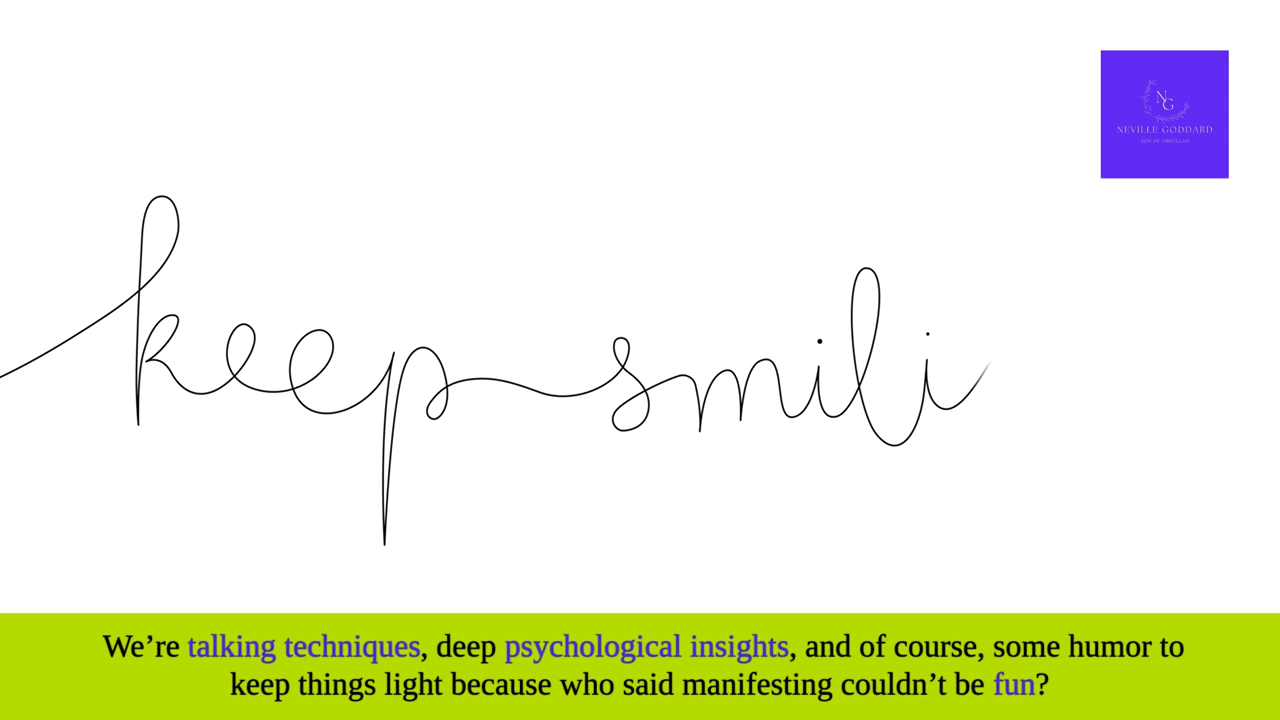 NG
NEVILLE GODDARD
keep smili
We’re talking techniques, deep psychological insights, and of course, some humor to
keep things light because who said manifesting couldn’t be fun?